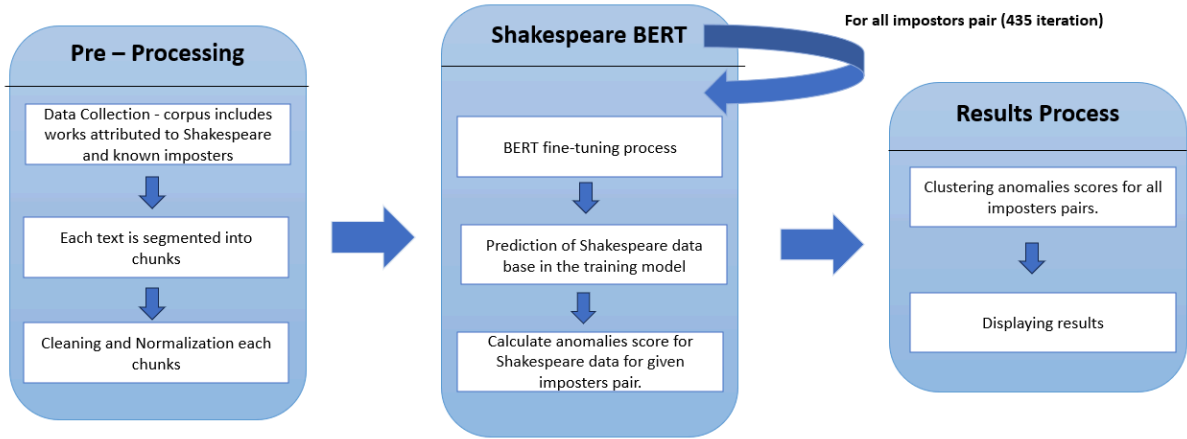 Pre – Processing
Data Collection - corpus includes
works attributed to Shakespeare
and known imposters
Each text is segmented into
chunks
Cleaning and Normalization each
chunks
Shakespeare BERT
For all impostors pair (435 iteration)
BERT fine-tuning process
Prediction of Shakespeare data
base in the training model
Calculate anomalies score for
Shakespeare data for given
imposters pair.
Results Process
Clustering anomalies scores for all
imposters pairs.
Displaying results